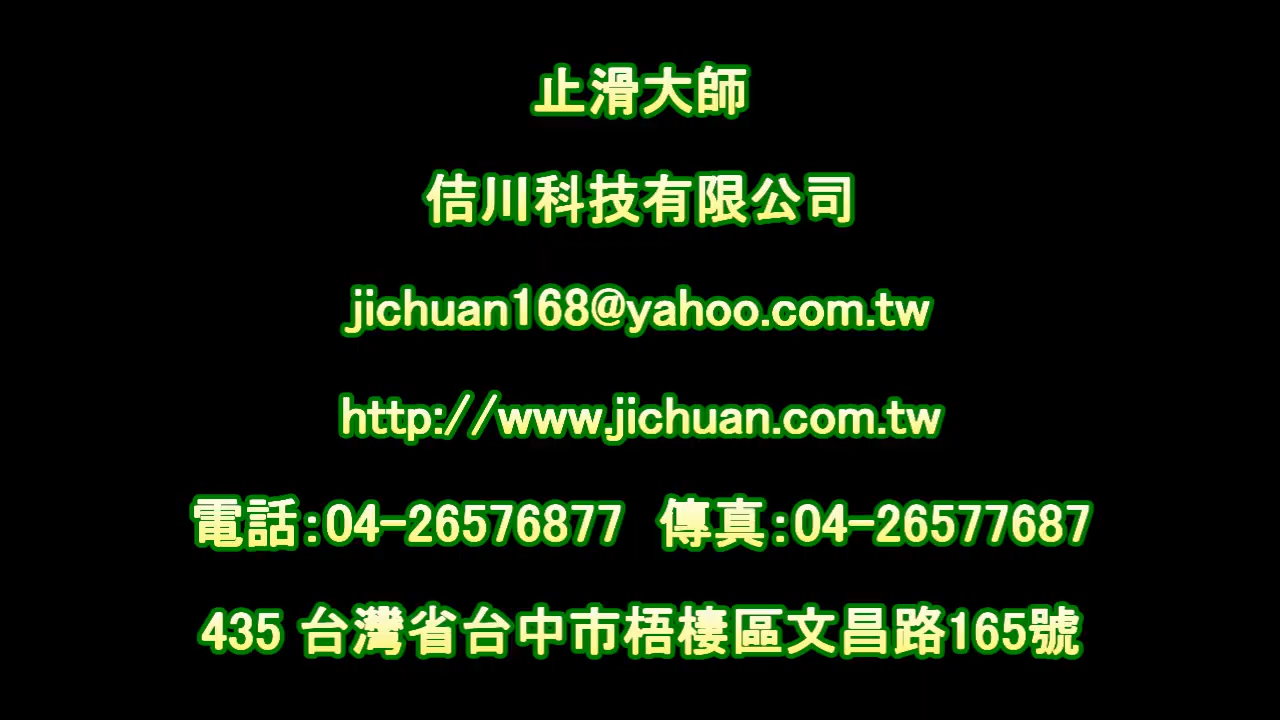 止滑大師
佶川科技有限公司
jichuan168@yahoo.com.tw
http://www.jichuan.com.tw
電話:04-26576877 傳真:04-26577687
435 台灣省台中市梧棲區文昌路165號